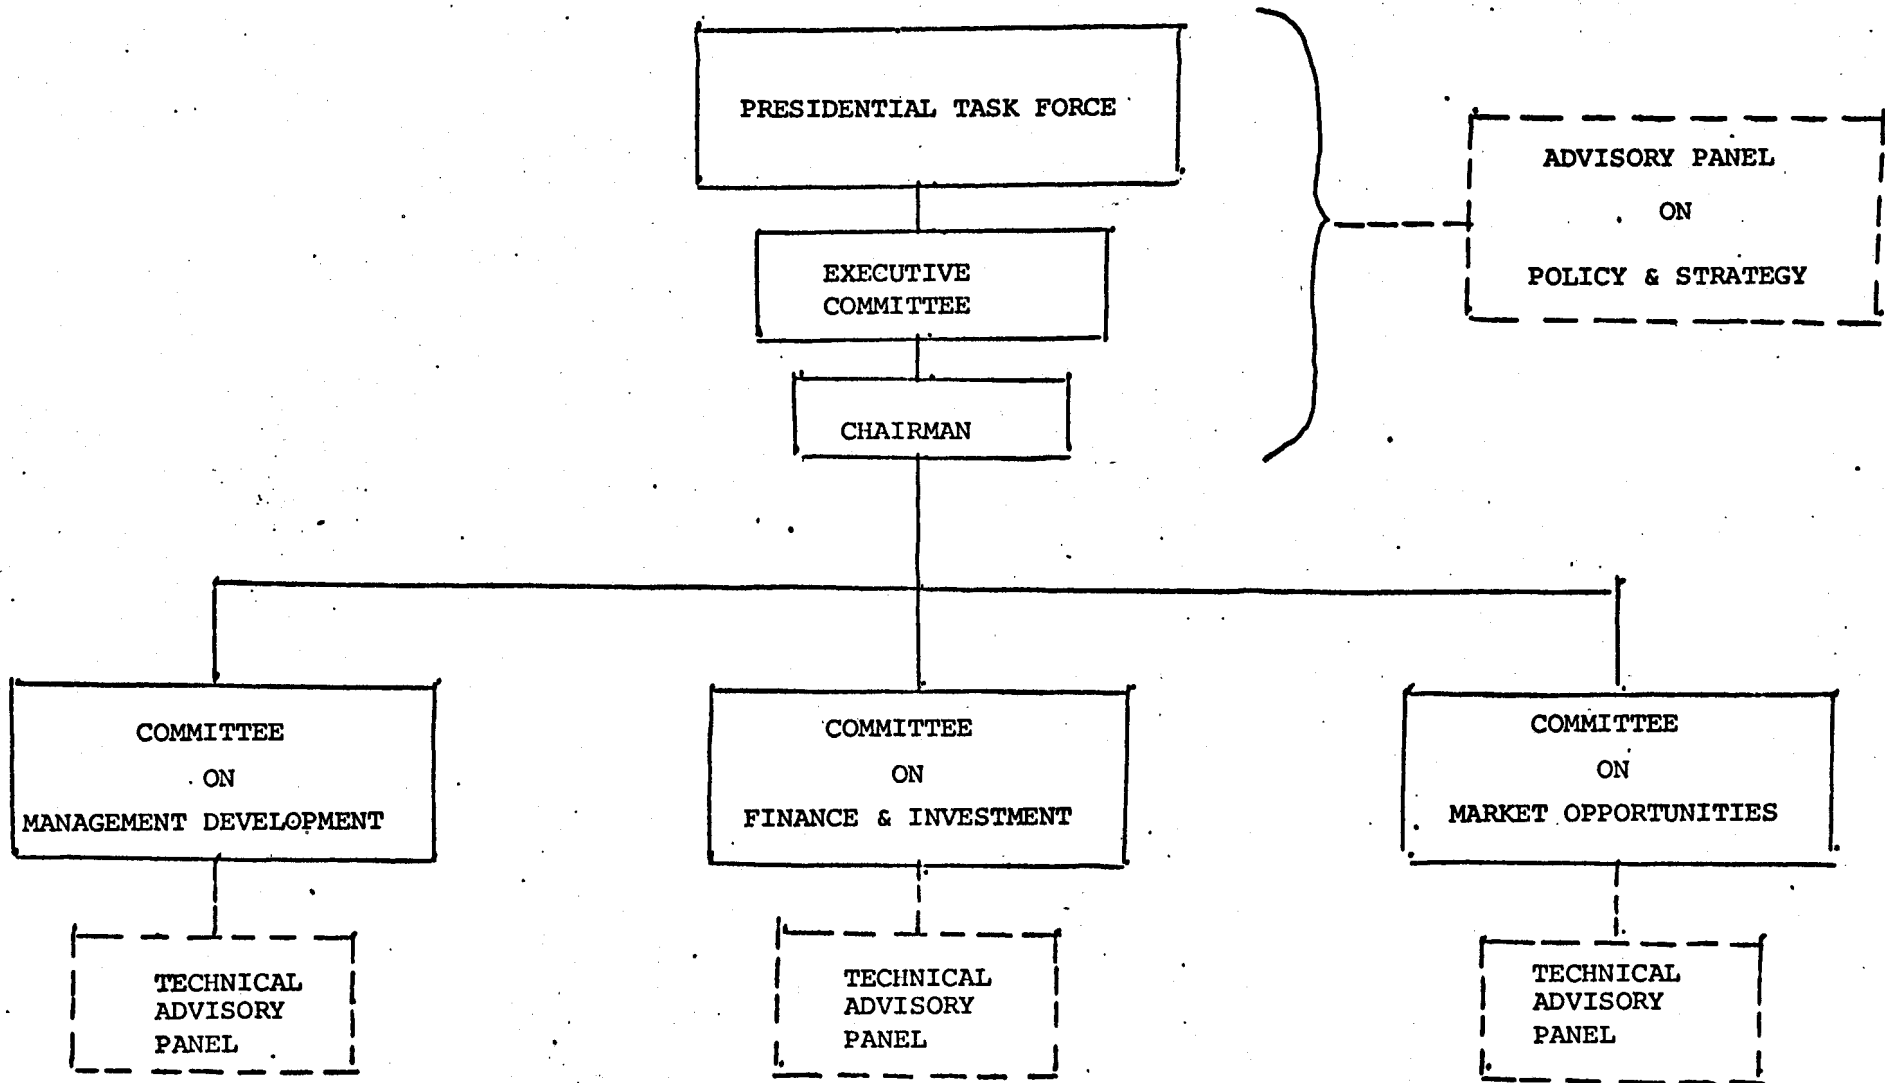 PRESIDENTIAL TASK FORCE
ADVISORY PANEL
ON
POLICY & STRATEGY
EXECUTIVE
COMMITTEE
CHAIRMAN
COMMITTEE
ON
MANAGEMENT DEVELOPMENT
COMMITTEE
ON
FINANCE & INVESTMENT
COMMITTEE
ON
MARKET OPPORTUNITIES
TECHNICAL
ADVISORY
PANEL
TECHNICAL
ADVISORY
PANEL
TECHNICAL
ADVISORY
PANEL